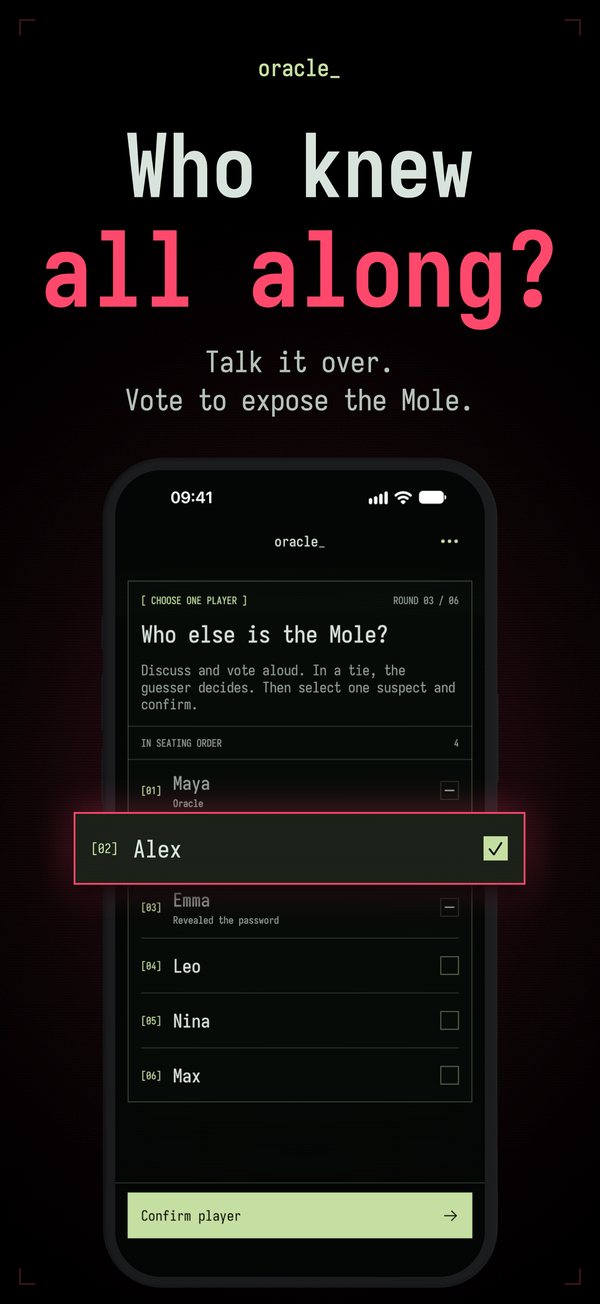 oracle_
Who knew
all along?
Talk it over.
Vote to expose the Mole.
09:41
oracle_
[ CHOOSE ONE PLAYER ]
ROUND 03 / 06
Who else is the Mole?
Discuss and vote aloud. In a tie, the
guesser decides. Then select one suspect and
confirm.
IN SEATING ORDER
4
[01] Maya
Oracle
[02] Alex
[03] Emma
Revealed the password
[04] Leo
[05] Nina
[06] Max
Confirm player